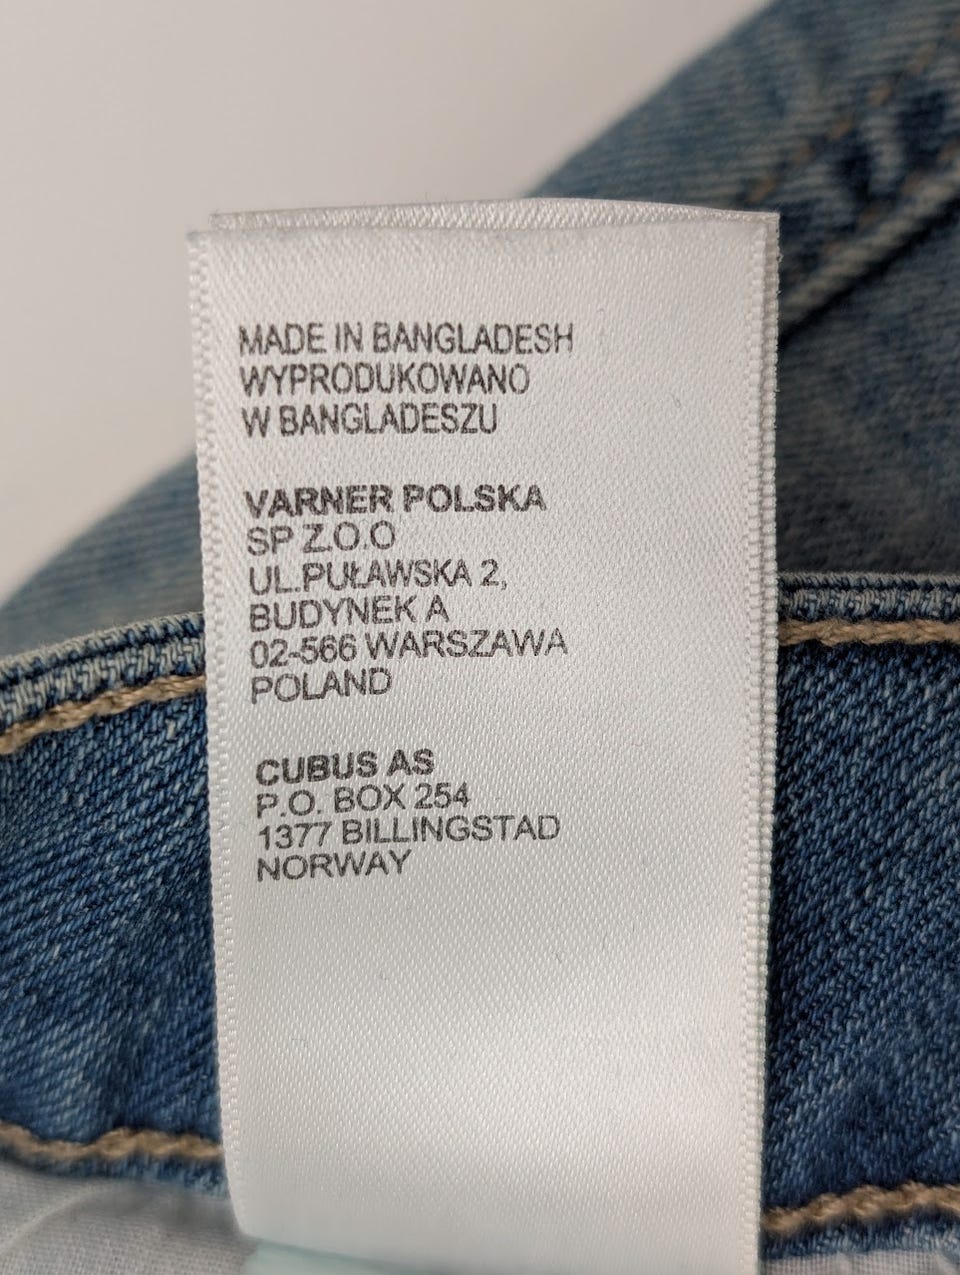 MADE IN BANGLADESH
WYPRODUKOWANO
W BANGLADESZU
VARNER POLSKA
SP Z.O.O
UL.PUŁAWSKA 2,
BUDYNEK A
02-566 WARSZAWA
POLAND
CUBUS AS
P.O. BOX 254
1377 BILLINGSTAD
NORWAY